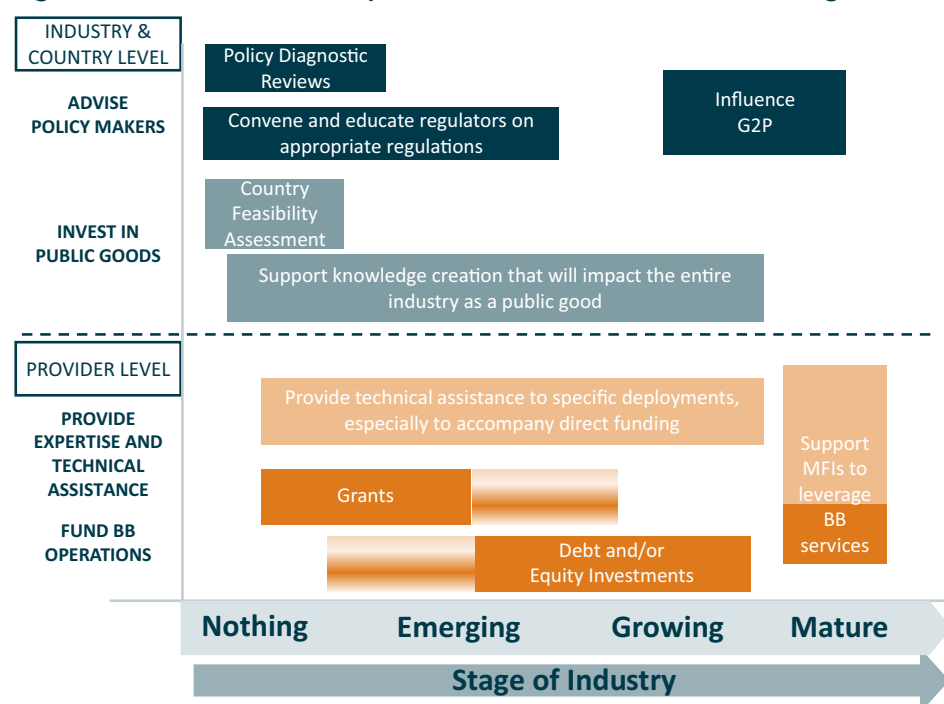 INDUSTRY &
COUNTRY LEVEL
ADVISE
POLICY MAKERS
Policy Diagnostic
Reviews
Convene and educate regulators on
appropriate regulations
Influence
G2P
INVEST IN
PUBLIC GOODS
Country
Feasibility
Assessment
Support knowledge creation that will impact the entire
industry as a public good
PROVIDER LEVEL
PROVIDE
EXPERTISE AND
TECHNICAL
ASSISTANCE
Provide technical assistance to specific deployments,
especially to accompany direct funding
Support
MFIs to
leverage
BB
services
Grants
FUND BB
OPERATIONS
Debt and/or
Equity Investments
Nothing
Emerging
Growing
Mature
Stage of Industry